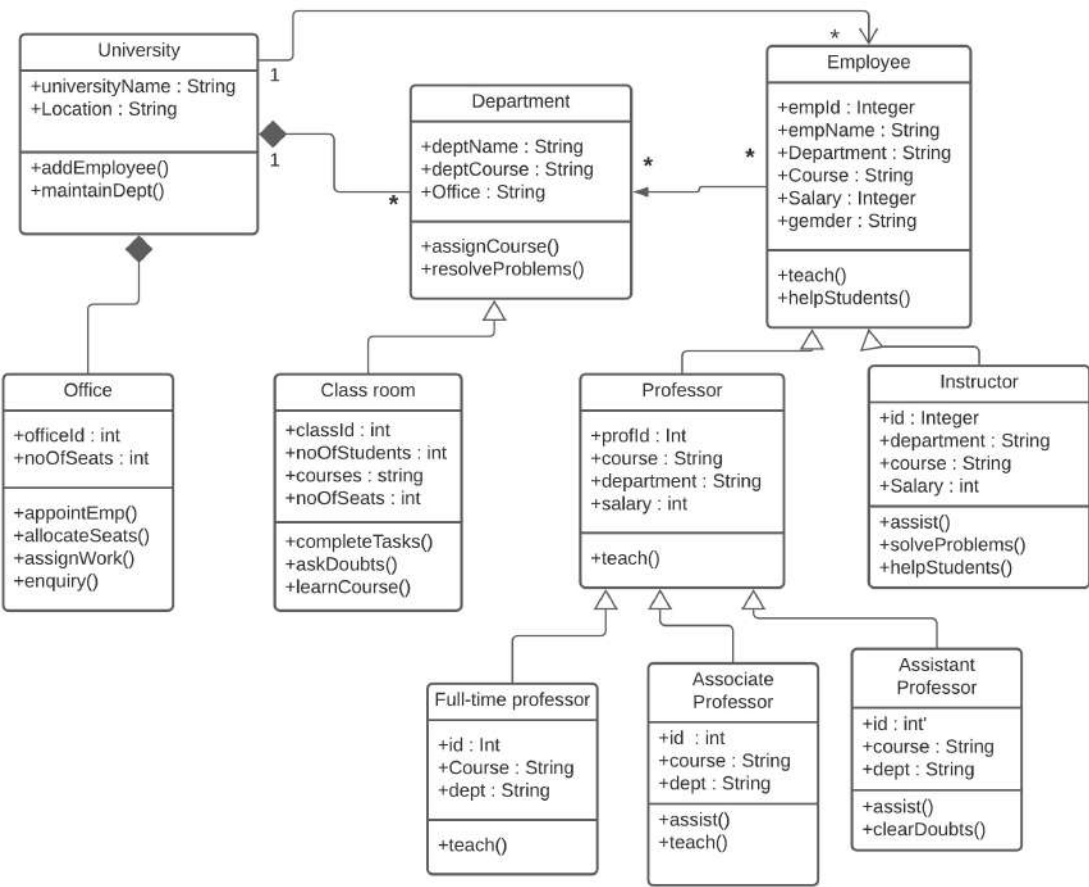 University
+universityName : String
+Location : String
+addEmployee()
+maintainDept()
1
1
*
Department
+deptName : String
+deptCourse : String
+Office : String
+assignCourse()
+resolveProblems()
*
*
*
Employee
+empId : Integer
+empName : String
+Department : String
+Course : String
+Salary : Integer
+gemder : String
+teach()
+helpStudents()
Office
+officeId : int
+noOfSeats : int
+appointEmp()
+allocateSeats()
+assignWork()
+enquiry()
Class room
+classId : int
+noOfStudents : int
+courses : string
+noOfSeats : int
+completeTasks()
+askDoubts()
+learnCourse()
Professor
+profId : Int
+course : String
+department : String
+salary : int
+teach()
Instructor
+id : Integer
+department : String
+course : String
+Salary : int
+assist()
+solveProblems()
+helpStudents()
Full-time professor
+id : Int
+Course : String
+dept : String
+teach()
Associate
Professor
+id : int
+course : String
+dept : String
+assist()
+teach()
Assistant
Professor
+id : int'
+course : String
+dept : String
+assist()
+clearDoubts()